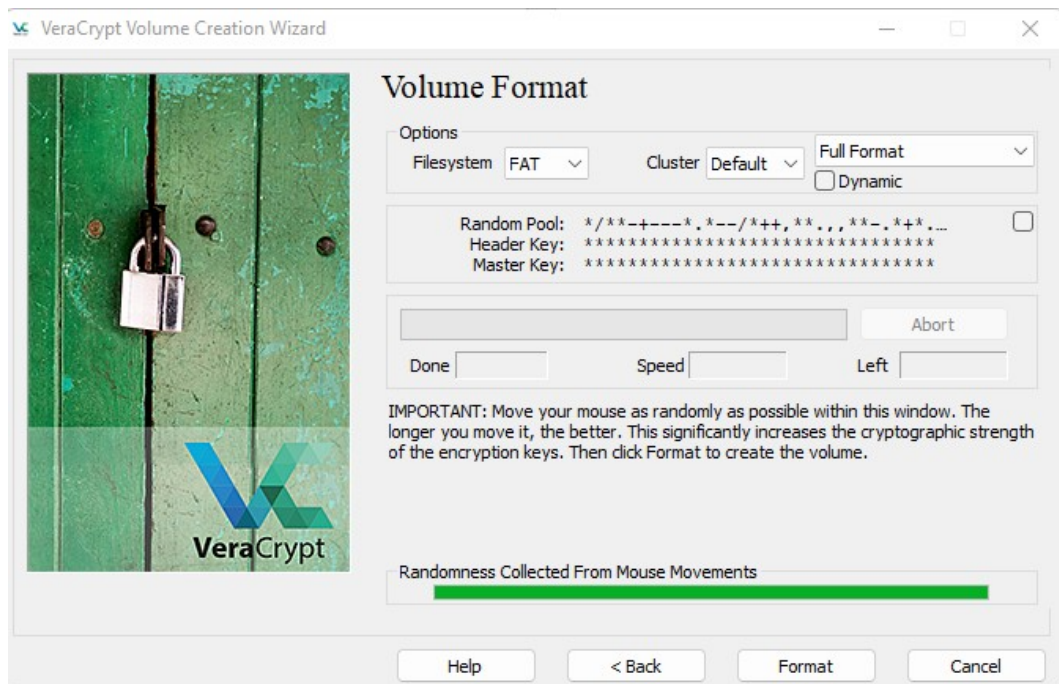 VeraCrypt Volume Creation Wizard
Volume Format
Options
Filesystem FAT Cluster Default Full Format
Dynamic
Random Pool: */**-+---*.*--/*++,**.,,**-.*+*....
Header Key: ********************************
Master Key: ********************************
Abort
Done Speed Left
IMPORTANT: Move your mouse as randomly as possible within this window. The
longer you move it, the better. This significantly increases the cryptographic strength
of the encryption keys. Then click Format to create the volume.
VeraCrypt
Randomness Collected From Mouse Movements
Help < Back Format Cancel